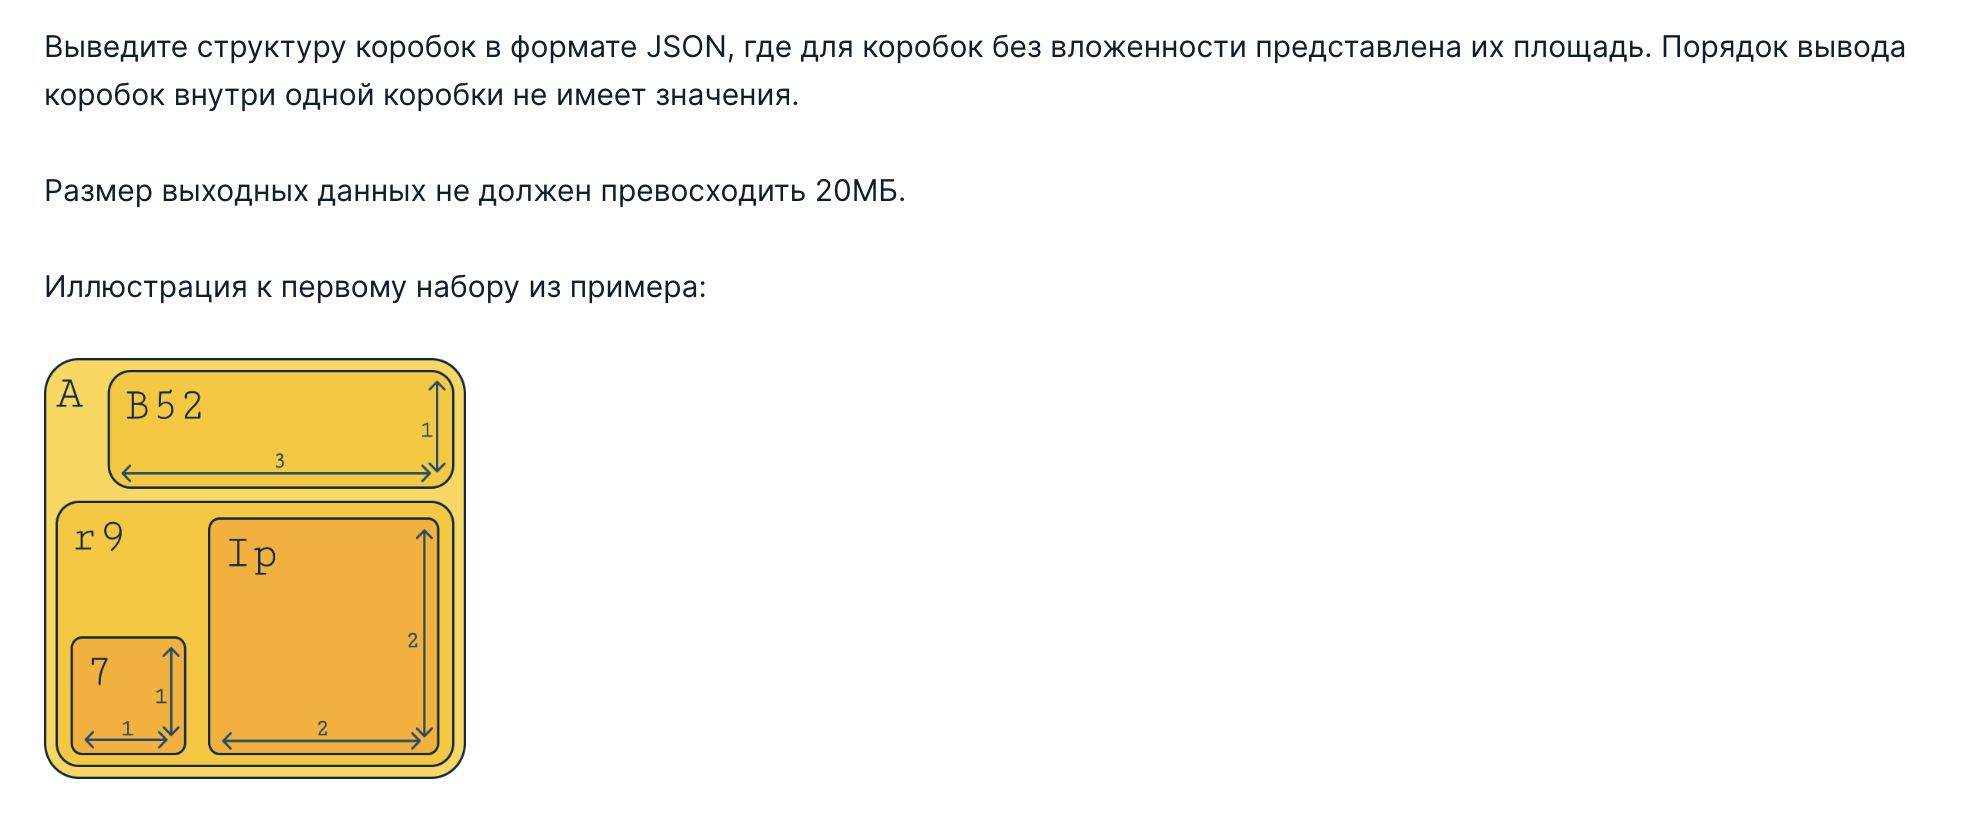 Выведите структуру коробок в формате JSON, где для коробок без вложенности представлена их площадь. Порядок вывода
коробок внутри одной коробки не имеет значения.
Размер выходных данных не должен превосходить 20МБ.
Иллюстрация к первому набору из примера:
A
B52
1
3
r9
Ip
2
7
1
1
2